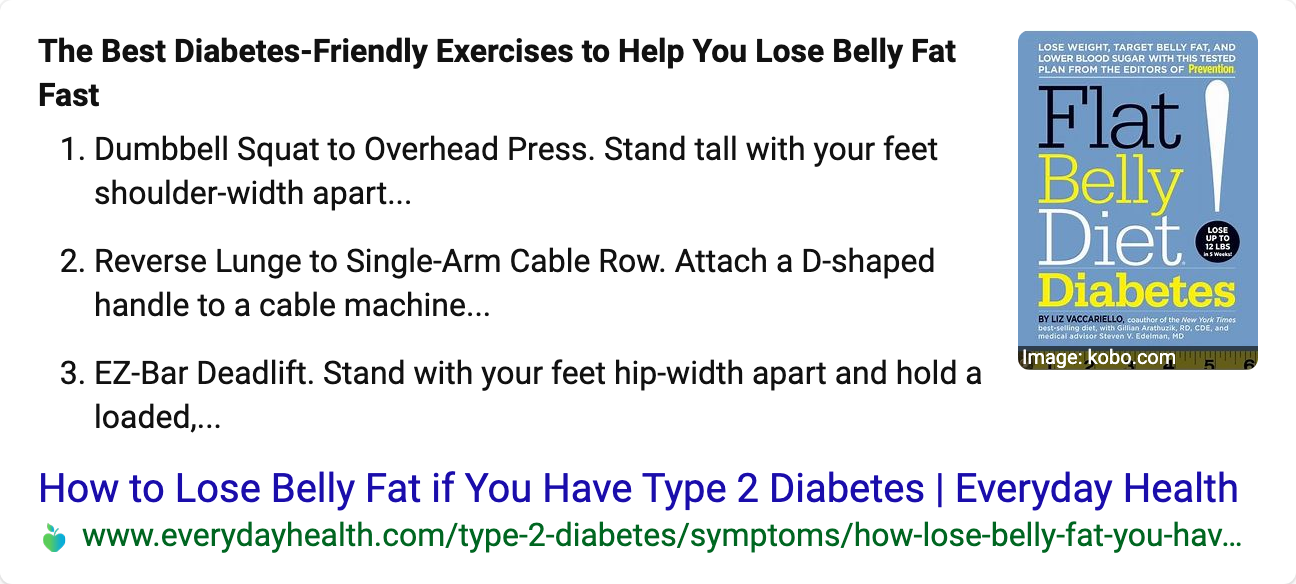 The Best Diabetes-Friendly Exercises to Help You Lose Belly Fat
Fast
1. Dumbbell Squat to Overhead Press. Stand tall with your feet
shoulder-width apart...
2. Reverse Lunge to Single-Arm Cable Row. Attach a D-shaped
handle to a cable machine...
3. EZ-Bar Deadlift. Stand with your feet hip-width apart and hold a
loaded,...
LOSE WEIGHT, TARGET BELLY FAT, AND
LOWER BLOOD SUGAR WITH THIS TESTED
PLAN FROM THE EDITORS OF Prevention.
Flat
Belly
Diet!
LOSE
UP TO
12 LBS
in 5 Weeks!
Diabetes
BY LIZ VACCARIELLO, coauthor of the New York Times
best-selling diet, with Gillian Arathuzik, RD, CDE, and
medical advisor Steven V. Edelman, MD
Image: kobo.com
5 6
How to Lose Belly Fat if You Have Type 2 Diabetes | Everyday Health
www.everydayhealth.com/type-2-diabetes/symptoms/how-lose-belly-fat-you-hav...